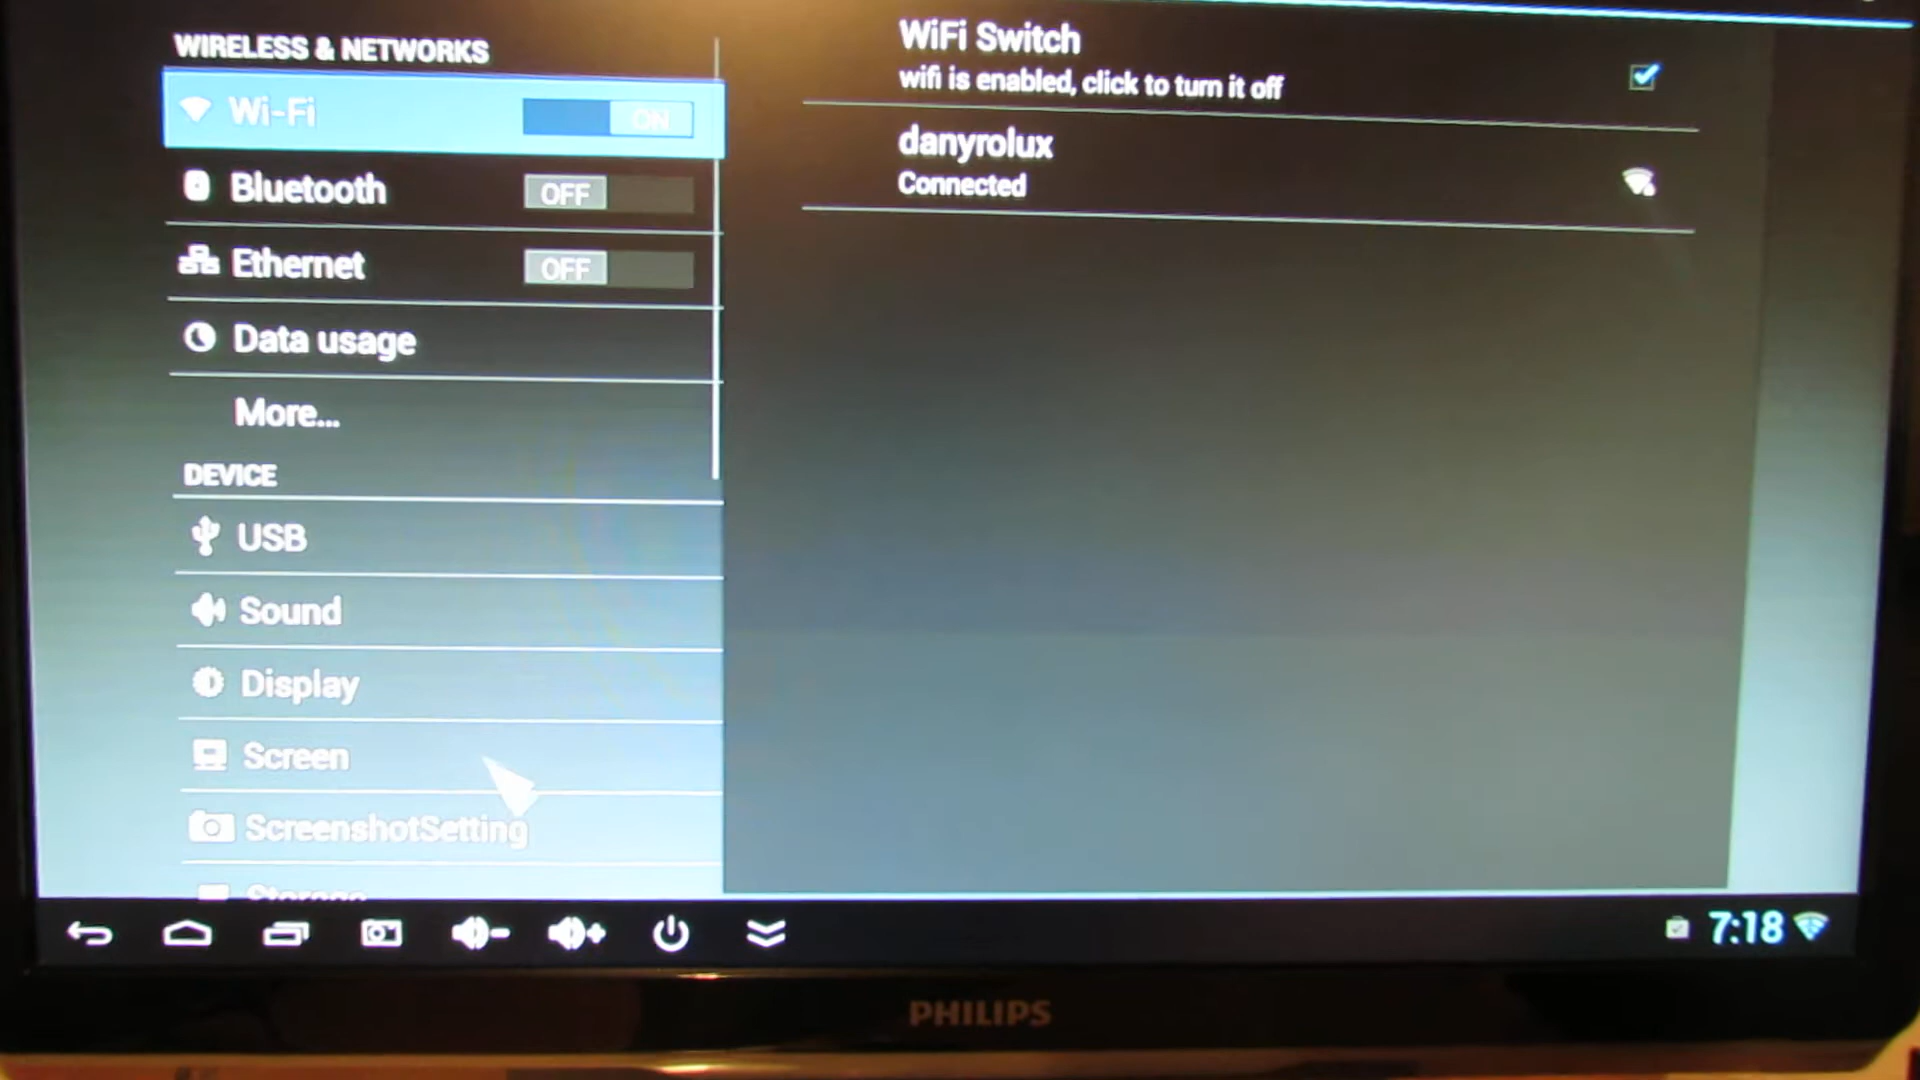 WIRELESS & NETWORKS
Wi-Fi ON
Bluetooth OFF
Ethernet OFF
Data usage
More...
DEVICE
USB
Sound
Display
Screen
ScreenshotSetting
Storage
WiFi Switch
wifi is enabled, click to turn it off
danyrolux
Connected
7:18
PHILIPS